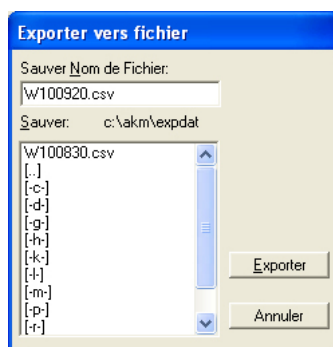 Exporter vers fichier
Sauver Nom de Fichier:
W100920.csv
Sauver: c:\akm\expdat
W100830.csv
[..]
[-c-]
[-d-]
[-g-]
[-h-]
[-k-]
[-l-]
[-m-]
[-p-]
[-r-]
Exporter
Annuler